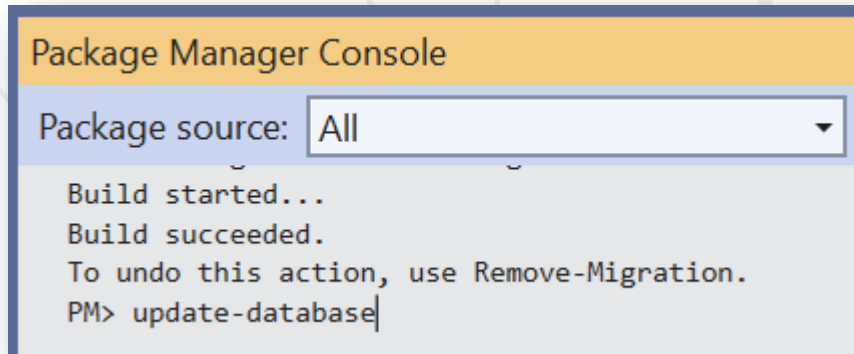 Package Manager Console
Package source: All
Build started...
Build succeeded.
To undo this action, use Remove-Migration.
PM> update-database